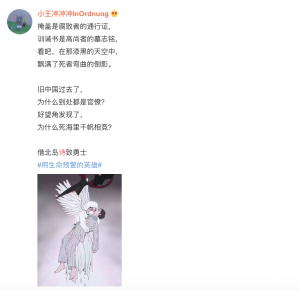 小王冲冲冲InOrdnung
掩盖是腐败者的通行证，
训诫书是高尚者的墓志铭，
看吧，在那漆黑的天空中，
飘满了死者弯曲的倒影。
旧中国过去了，
为什么到处都是官僚？
好望角发现了，
为什么死海里千帆相竞？
借北岛诗致勇士
#用生命预警的英雄#